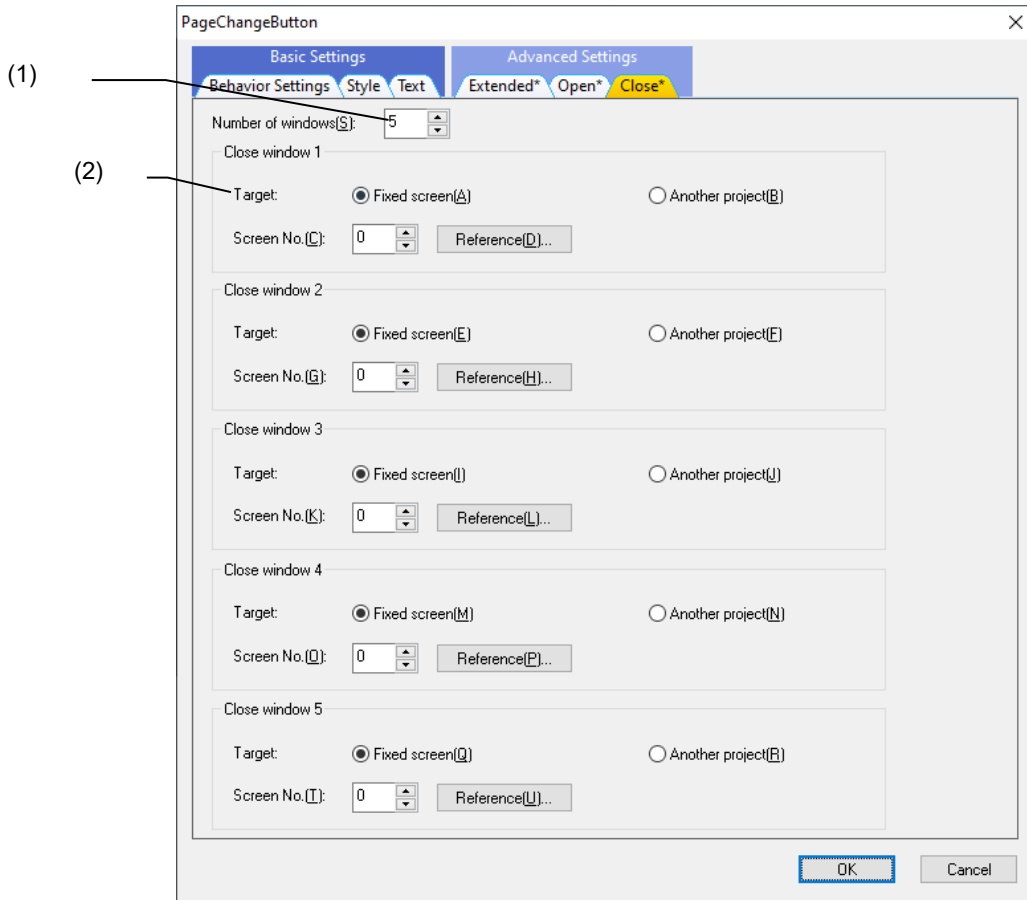 PageChangeButton
Basic Settings
Advanced Settings
(1)
Behavior Settings Style Text Extended* Open* Close*
Number of windows(S): 5
Close window 1
(2)
Target: Fixed screen(A) Another project(B)
Screen No.(C): 0 Reference(D)...
Close window 2
Target: Fixed screen(E) Another project(F)
Screen No.(G): 0 Reference(H)...
Close window 3
Target: Fixed screen(I) Another project(J)
Screen No.(K): 0 Reference(L)...
Close window 4
Target: Fixed screen(M) Another project(N)
Screen No.(O): 0 Reference(P)...
Close window 5
Target: Fixed screen(Q) Another project(R)
Screen No.(T): 0 Reference(U)...
OK Cancel